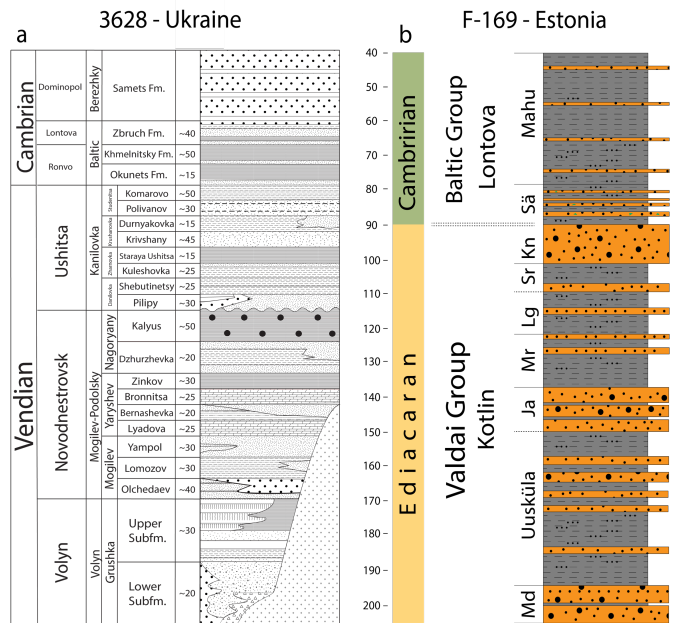 3628 - Ukraine
a
Cambrian
Dominopol
Berezhky
Samets Fm.
Lontova
Baltic
Zbruch Fm.
~40
Ronvo
Khmelnitsky Fm.
~50
Okunets Fm.
~15
Vendian
Ushitsa
Kanilovka
Studenitsa
Komarovo
~50
Polivanov
~30
Krushanovka
Durnyakovka
~15
Krivshany
~45
Zharnovka
Staraya Ushitsa
~15
Kuleshovka
~25
Danilovka
Shebutinetsy
~25
Pilipy
~30
Novodnestrovsk
Mogilev-Podolsky
Nagoryany
Kalyus
~50
Dzhurzhevka
~20
Yaryshev
Zinkov
~30
Bronnitsa
~25
Bernashevka
~20
Lyadova
~25
Mogilev
Yampol
~30
Lomozov
~30
Olchedaev
~40
Volyn
Volyn
Grushka
Upper
Subfm.
~30
Lower
Subfm.
~20
F-169 - Estonia
b
40
50
60
70
80
90
100
110
120
130
140
150
160
170
180
190
200
Cambririan
Ediacaran
Baltic Group
Lontova
Valdai Group
Kotlin
Mahu
Sä
Kn
Sr
Lg
Mr
Ja
Uusküla
Md